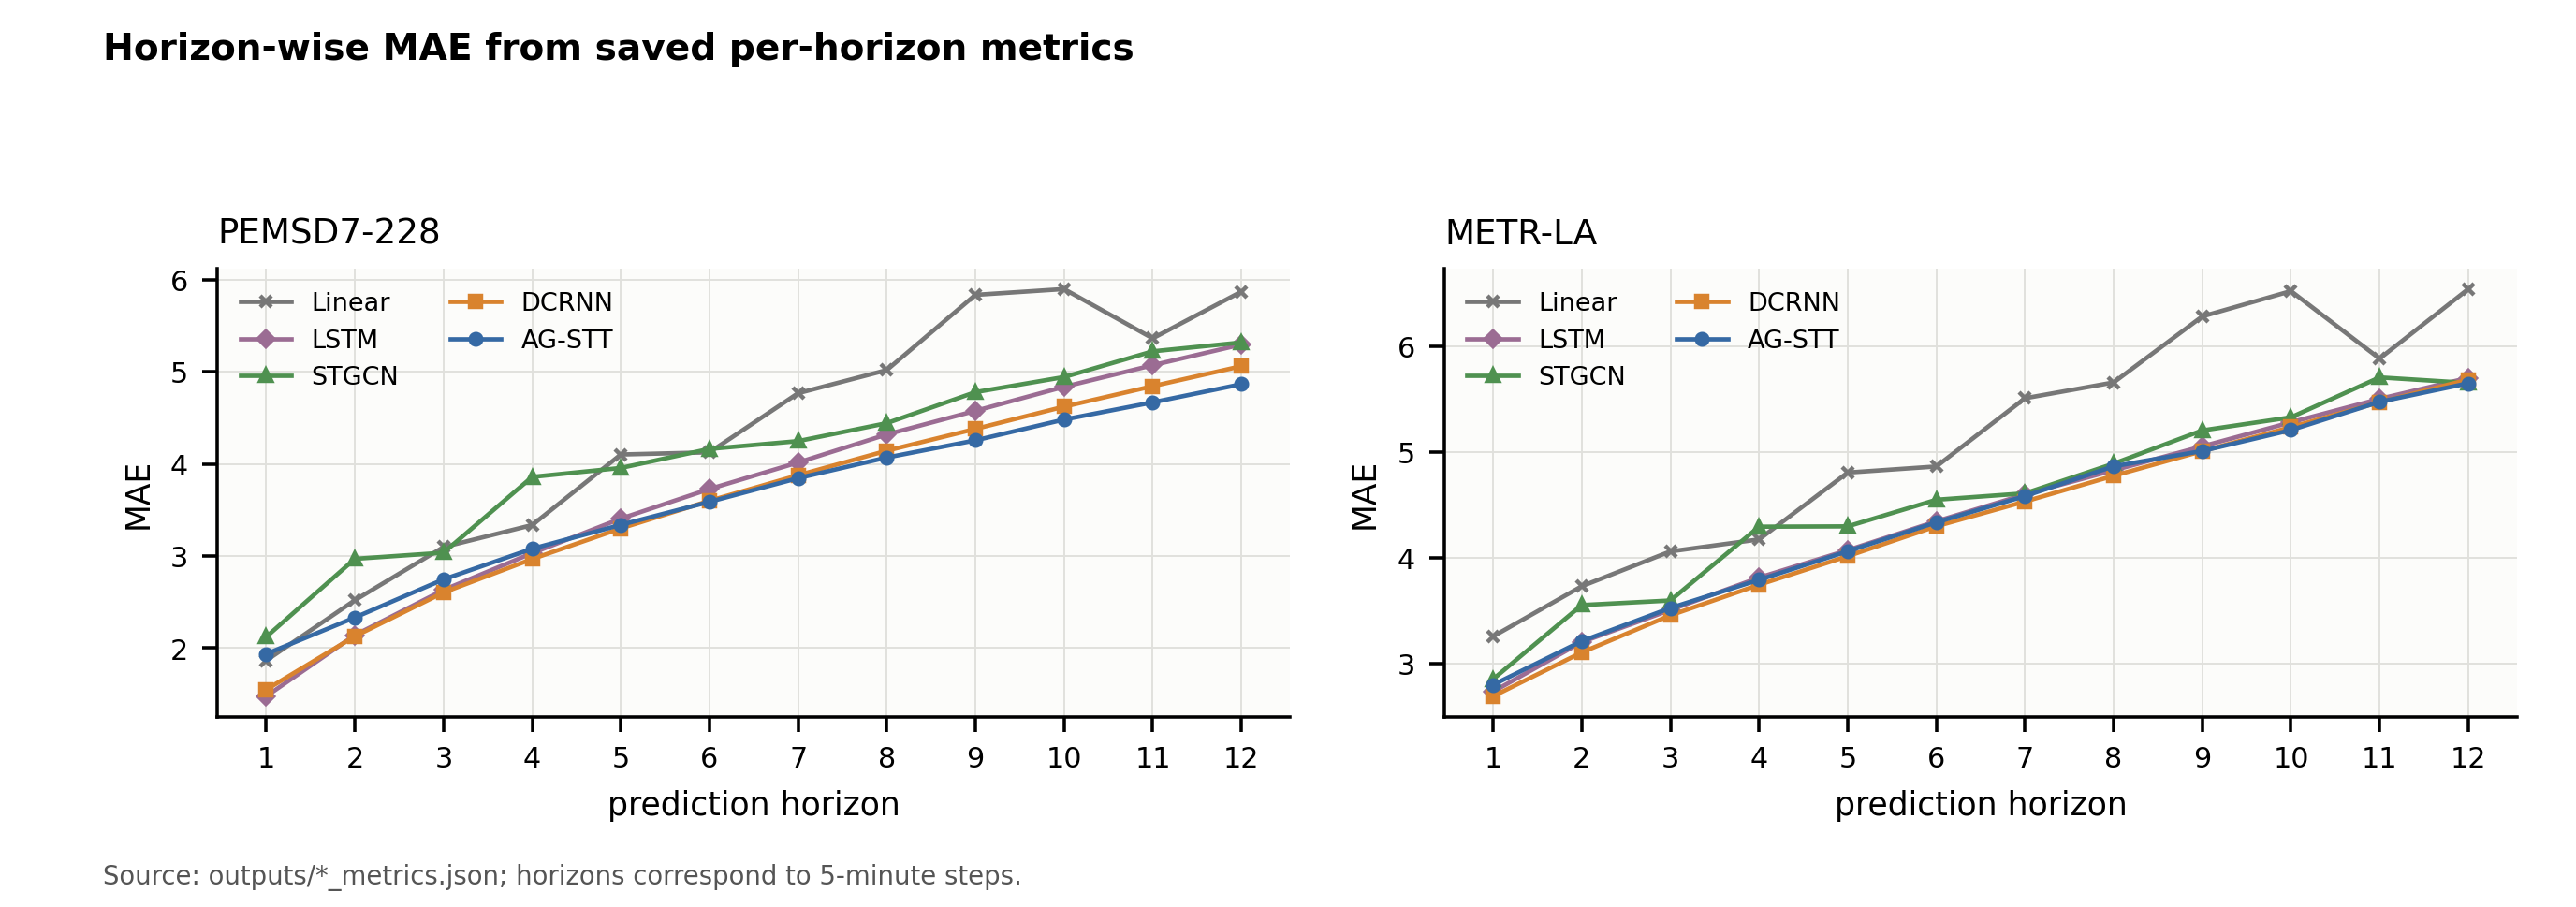 Horizon-wise MAE from saved per-horizon metrics
PEMSD7-228
6
5
4
3
2
MAE
Linear
LSTM
STGCN
DCRNN
AG-STT
1 2 3 4 5 6 7 8 9 10 11 12
prediction horizon
METR-LA
6
5
4
3
MAE
Linear
LSTM
STGCN
DCRNN
AG-STT
1 2 3 4 5 6 7 8 9 10 11 12
prediction horizon
Source: outputs/*_metrics.json; horizons correspond to 5-minute steps.